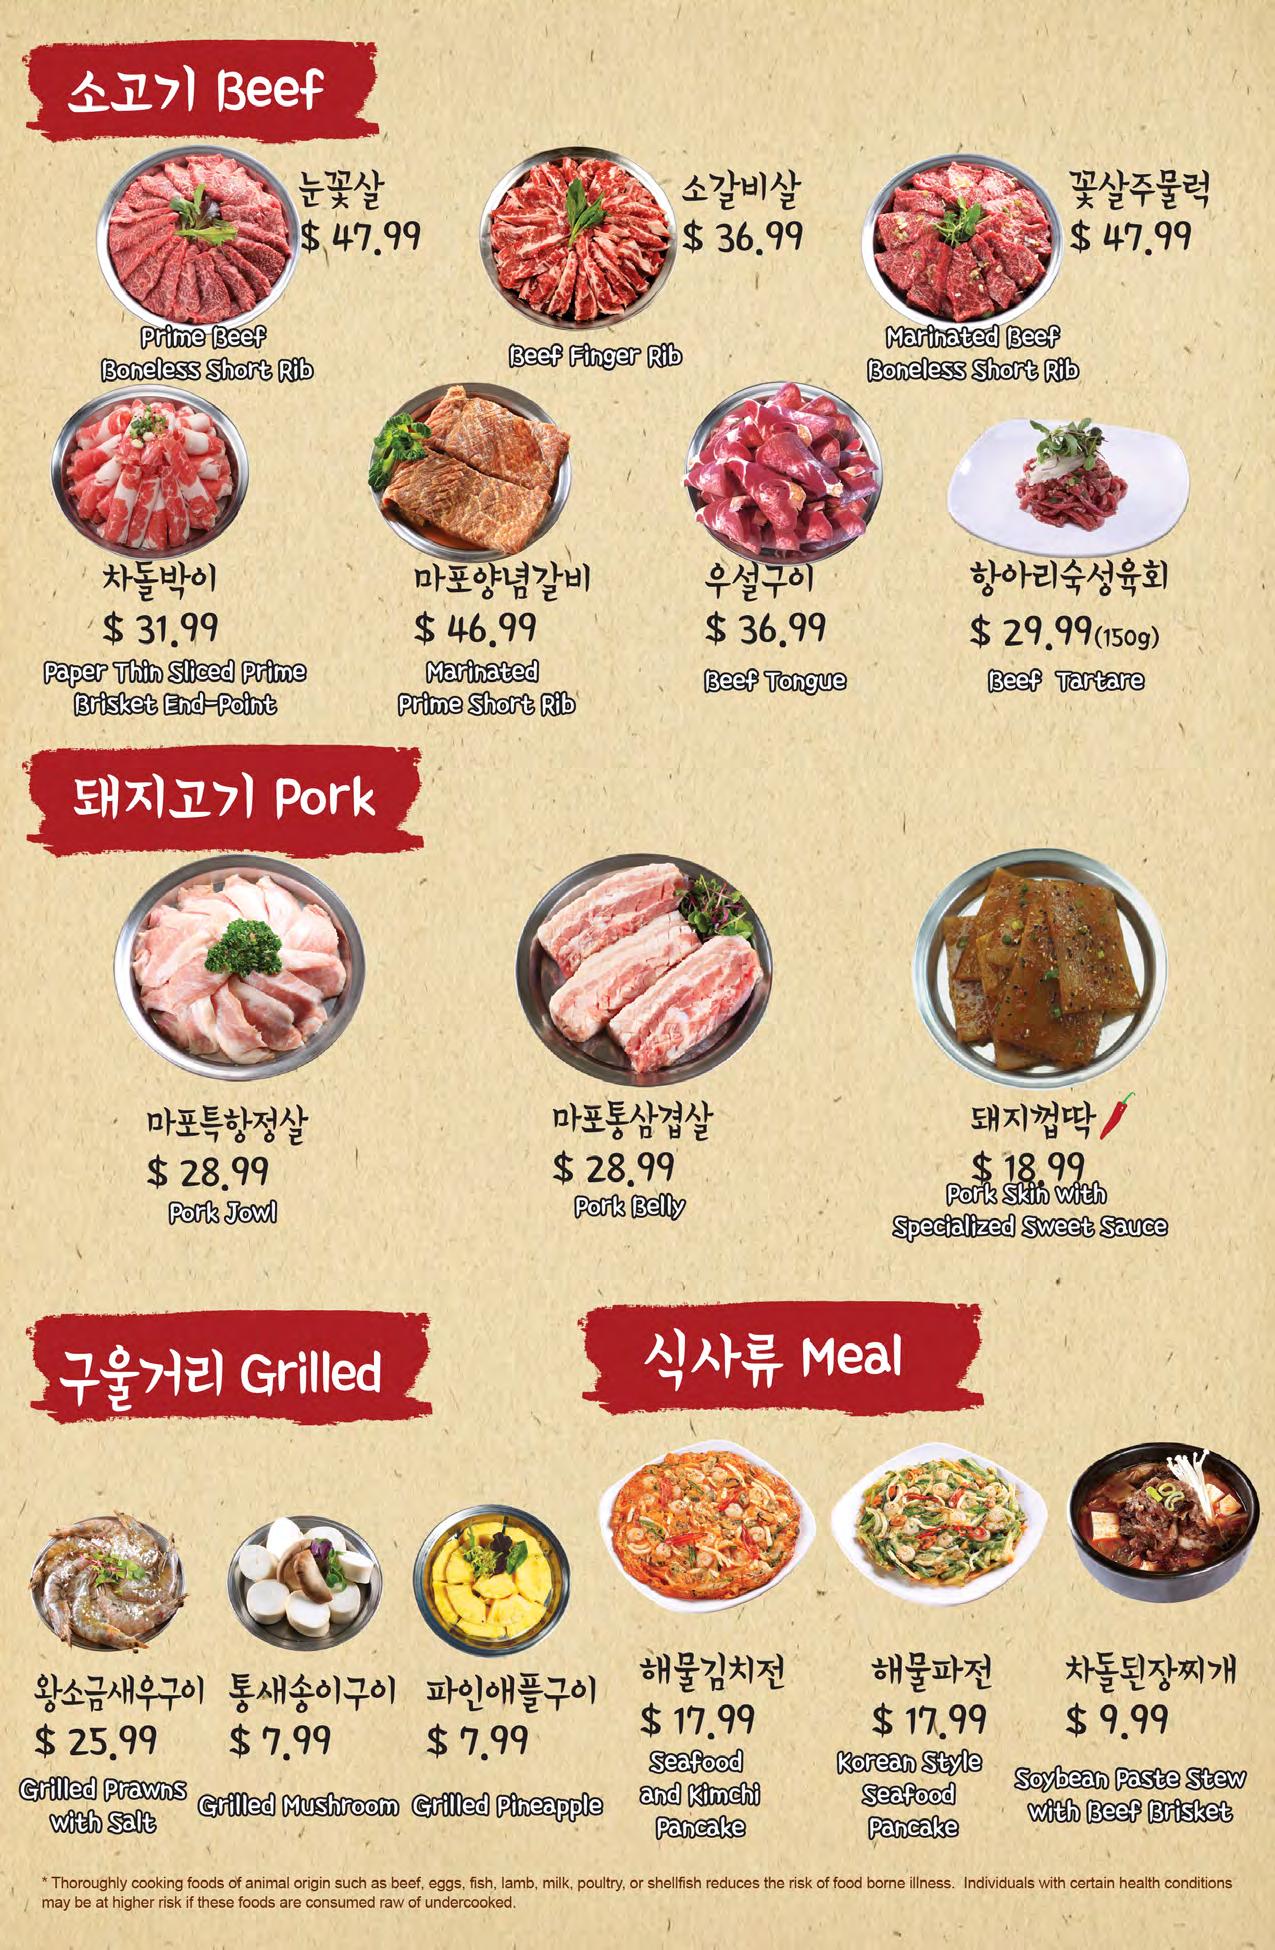 소고기 Beef
눈꽃살
$ 47.99
Prime Beef
Boneless Short Rib
소갈비살
$ 36.99
Beef Finger Rib
꽃살주물럭
$ 47.99
Marinated Beef
Boneless Short Rib
차돌박이
$ 31.99
Paper Thin Sliced Prime
Brisket End-Point
마포양념갈비
$ 46.99
Marinated
Prime Short Rib
우설구이
$ 36.99
Beef Tongue
항아리숙성육회
$ 29.99(150g)
Beef Tartare
돼지고기 Pork
마포특항정살
$ 28.99
Pork Jowl
마포통삼겹살
$ 28.99
Pork Belly
돼지껍딱
$ 18.99
Pork Skin with
Specialized Sweet Sauce
구울거리 Grilled
왕소금새우구이
$ 25.99
Grilled Prawns
with Salt
통새송이구이
$ 7.99
Grilled Mushroom
파인애플구이
$ 7.99
Grilled Pineapple
식사류 Meal
해물김치전
$ 17.99
Seafood
and Kimchi
Pancake
해물파전
$ 17.99
Korean Style
Seafood
Pancake
차돌된장찌개
$ 9.99
Soybean Paste Stew
with Beef Brisket
* Thoroughly cooking foods of animal origin such as beef, eggs, fish, lamb, milk, poultry, or shellfish reduces the risk of food borne illness. Individuals with certain health conditions
may be at higher risk if these foods are consumed raw of undercooked.